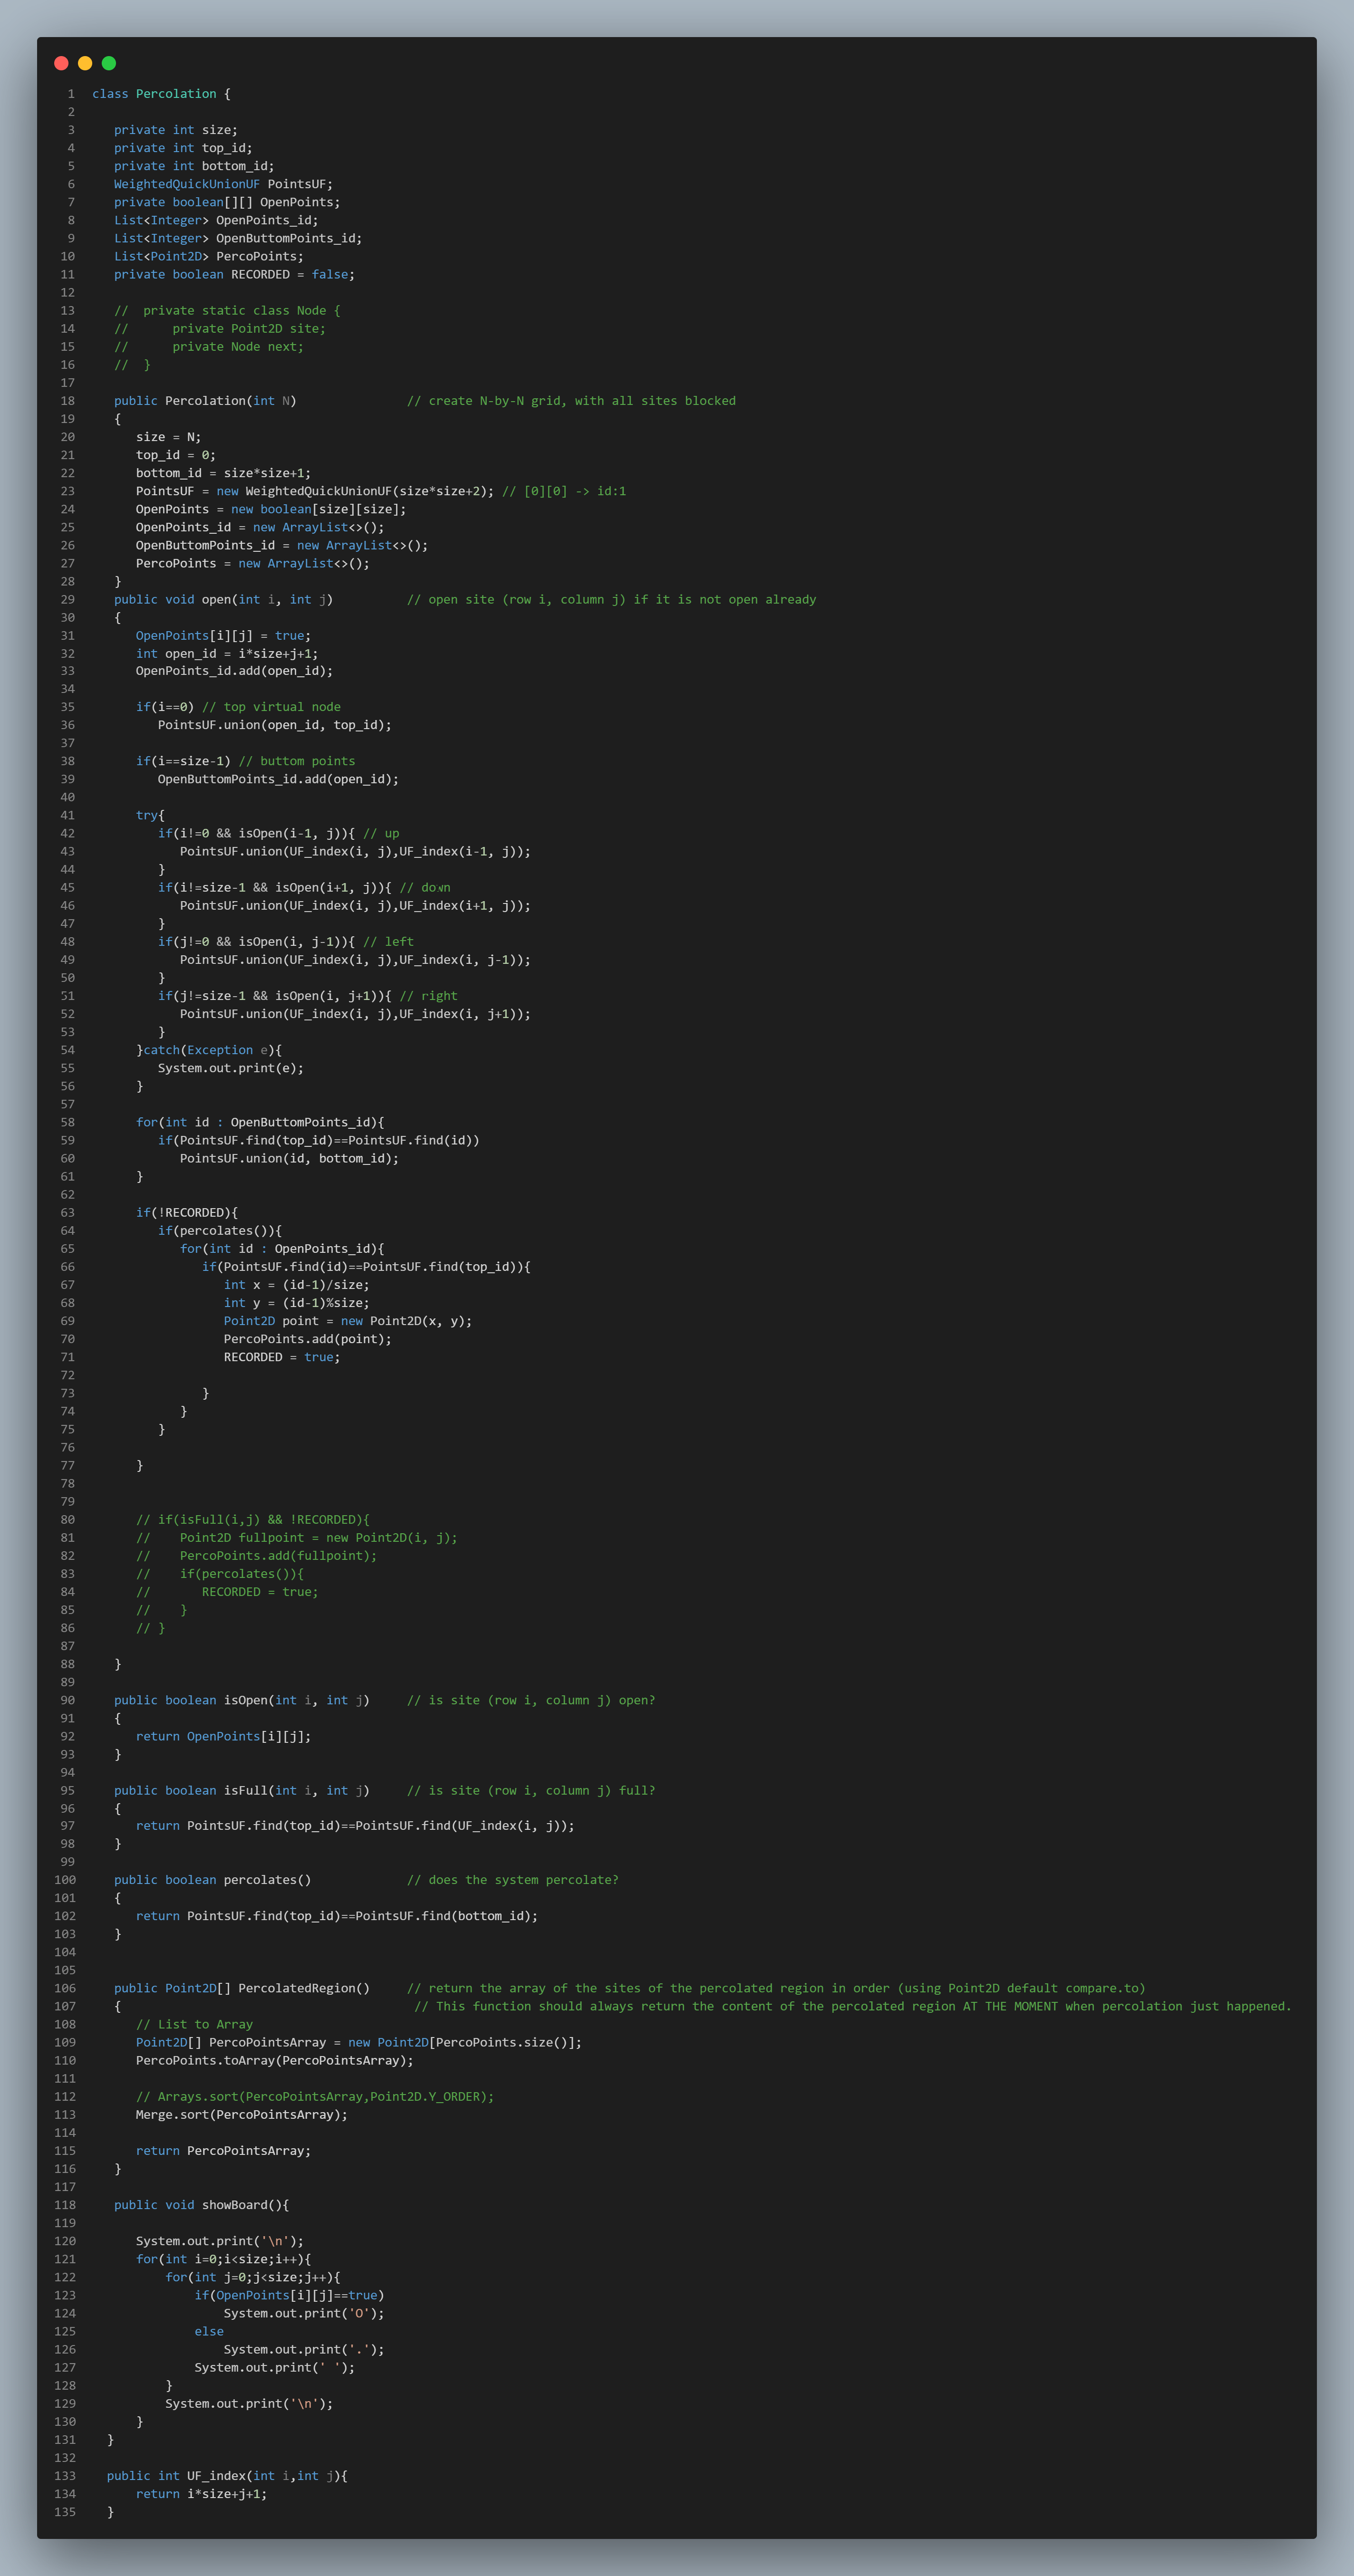 1 class Percolation {
2
3 private int size;
4 private int top_id;
5 private int bottom_id;
6 WeightedQuickUnionUF PointsUF;
7 private boolean[][] OpenPoints;
8 List<Integer> OpenPoints_id;
9 List<Integer> OpenButtomPoints_id;
10 List<Point2D> PercoPoints;
11 private boolean RECORDED = false;
12
13 //  private static class Node {
14 //      private Point2D site;
15 //      private Node next;
16 //  }
17
18 public Percolation(int N)               // create N-by-N grid, with all sites blocked
19 {
20 size = N;
21 top_id = 0;
22 bottom_id = size*size+1;
23 PointsUF = new WeightedQuickUnionUF(size*size+2); // [0][0] -> id:1
24 OpenPoints = new boolean[size][size];
25 OpenPoints_id = new ArrayList<>();
26 OpenButtomPoints_id = new ArrayList<>();
27 PercoPoints = new ArrayList<>();
28 }
29 public void open(int i, int j)          // open site (row i, column j) if it is not open already
30 {
31 OpenPoints[i][j] = true;
32 int open_id = i*size+j+1;
33 OpenPoints_id.add(open_id);
34
35 if(i==0) // top virtual node
36 PointsUF.union(open_id, top_id);
37
38 if(i==size-1) // buttom points
39 OpenButtomPoints_id.add(open_id);
40
41 try{
42 if(i!=0 && isOpen(i-1, j)){ // up
43 PointsUF.union(UF_index(i, j),UF_index(i-1, j));
44 }
45 if(i!=size-1 && isOpen(i+1, j)){ // down
46 PointsUF.union(UF_index(i, j),UF_index(i+1, j));
47 }
48 if(j!=0 && isOpen(i, j-1)){ // left
49 PointsUF.union(UF_index(i, j),UF_index(i, j-1));
50 }
51 if(j!=size-1 && isOpen(i, j+1)){ // right
52 PointsUF.union(UF_index(i, j),UF_index(i, j+1));
53 }
54 }catch(Exception e){
55 System.out.print(e);
56 }
57
58 for(int id : OpenButtomPoints_id){
59 if(PointsUF.find(top_id)==PointsUF.find(id))
60 PointsUF.union(id, bottom_id);
61 }
62
63 if(!RECORDED){
64 if(percolates()){
65 for(int id : OpenPoints_id){
66 if(PointsUF.find(id)==PointsUF.find(top_id)){
67 int x = (id-1)/size;
68 int y = (id-1)%size;
69 Point2D point = new Point2D(x, y);
70 PercoPoints.add(point);
71 RECORDED = true;
72
73 }
74 }
75 }
76
77 }
78
79
80 // if(isFull(i,j) && !RECORDED){
81 //    Point2D fullpoint = new Point2D(i, j);
82 //    PercoPoints.add(fullpoint);
83 //    if(percolates()){
84 //       RECORDED = true;
85 //    }
86 // }
87
88 }
89
90 public boolean isOpen(int i, int j)     // is site (row i, column j) open?
91 {
92 return OpenPoints[i][j];
93 }
94
95 public boolean isFull(int i, int j)     // is site (row i, column j) full?
96 {
97 return PointsUF.find(top_id)==PointsUF.find(UF_index(i, j));
98 }
99
100 public boolean percolates()             // does the system percolate?
101 {
102 return PointsUF.find(top_id)==PointsUF.find(bottom_id);
103 }
104
105
106 public Point2D[] PercolatedRegion()     // return the array of the sites of the percolated region in order (using Point2D default compare.to)
107 {                                        // This function should always return the content of the percolated region AT THE MOMENT when percolation just happened.
108 // List to Array
109 Point2D[] PercoPointsArray = new Point2D[PercoPoints.size()];
110 PercoPoints.toArray(PercoPointsArray);
111
112 // Arrays.sort(PercoPointsArray,Point2D.Y_ORDER);
113 Merge.sort(PercoPointsArray);
114
115 return PercoPointsArray;
116 }
117
118 public void showBoard(){
119
120 System.out.print('\n');
121 for(int i=0;i<size;i++){
122 for(int j=0;j<size;j++){
123 if(OpenPoints[i][j]==true)
124 System.out.print('O');
125 else
126 System.out.print('.');
127 System.out.print(' ');
128 }
129 System.out.print('\n');
130 }
131 }
132
133 public int UF_index(int i,int j){
134 return i*size+j+1;
135 }